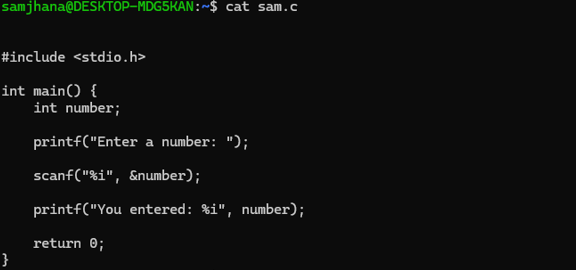 samjhana@DESKTOP-MDG5KAN:~$ cat sam.c
#include <stdio.h>
int main() {
    int number;
    printf("Enter a number: ");
    scanf("%i", &number);
    printf("You entered: %i", number);
    return 0;
}